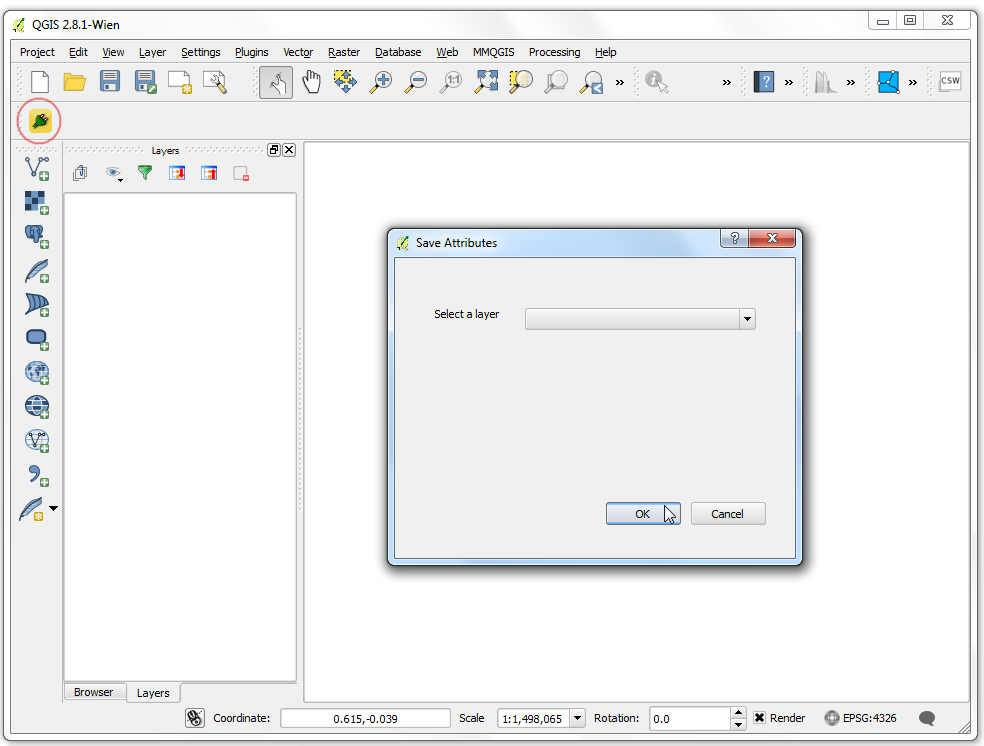 QGIS 2.8.1-Wien
Project Edit View Layer Settings Plugins Vector Raster Database Web MMQGIS Processing Help
1:1 » » ? » » » CSW
Layers
Save Attributes ?
Select a layer
OK Cancel
Browser Layers
Coordinate: 0.615,-0.039 Scale 1:1,498,065 Rotation: 0.0 Render EPSG:4326